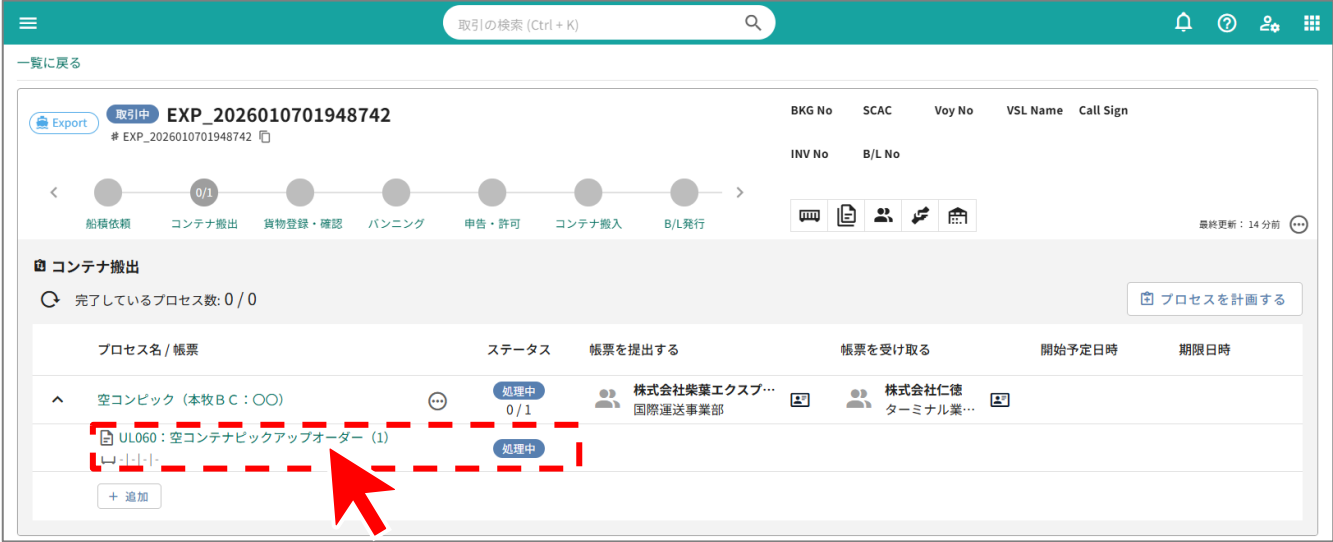 取引の検索 (Ctrl + K)
一覧に戻る
Export
取引中 EXP_2026010701948742
# EXP_2026010701948742
BKG No SCAC Voy No VSL Name Call Sign
INV No B/L No
0/1
船積依頼 コンテナ搬出 貨物登録・確認 バンニング 申告・許可 コンテナ搬入 B/L発行
最終更新： 14 分前
コンテナ搬出
完了しているプロセス数: 0 / 0
プロセスを計画する
プロセス名 / 帳票 ステータス 帳票を提出する 帳票を受け取る 開始予定日時 期限日時
空コンピック（本牧ＢＣ：〇〇） 処理中 株式会社柴葉エクスプ… 株式会社仁徳
0 / 1 国際運送事業部 ターミナル業…
UL060：空コンテナピックアップオーダー（1） 処理中
-|-|-|-
+ 追加